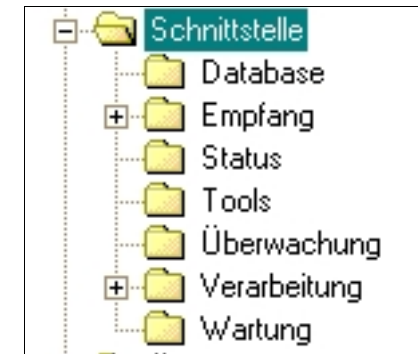 Schnittstelle
Database
Empfang
Status
Tools
Überwachung
Verarbeitung
Wartung